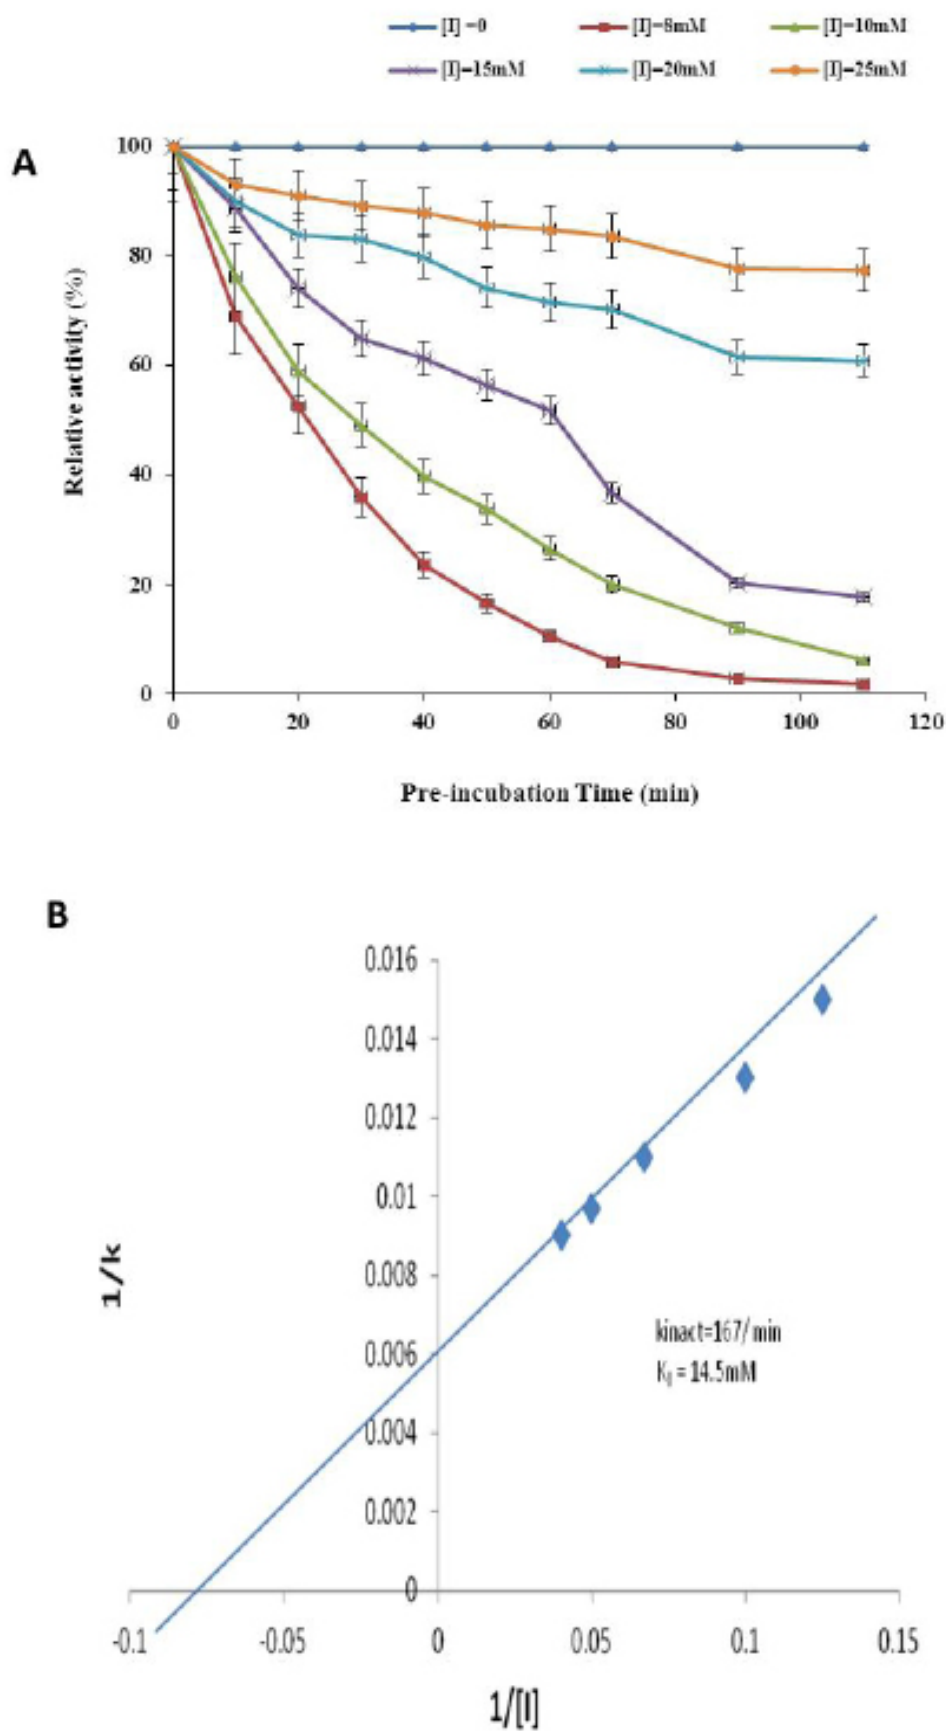 [I] =0 [I]=8mM [I]=10mM
[I]=15mM [I]=20mM [I]=25mM
A
100
80
60
40
20
0
Relative activity (%)
0 20 40 60 80 100 120
Pre-incubation Time (min)
B
0.016
0.014
0.012
0.01
0.008
0.006
0.004
0.002
0
1/k
kinact=167/min
KI = 14.5mM
-0.1 -0.05 0 0.05 0.1 0.15
1/[I]